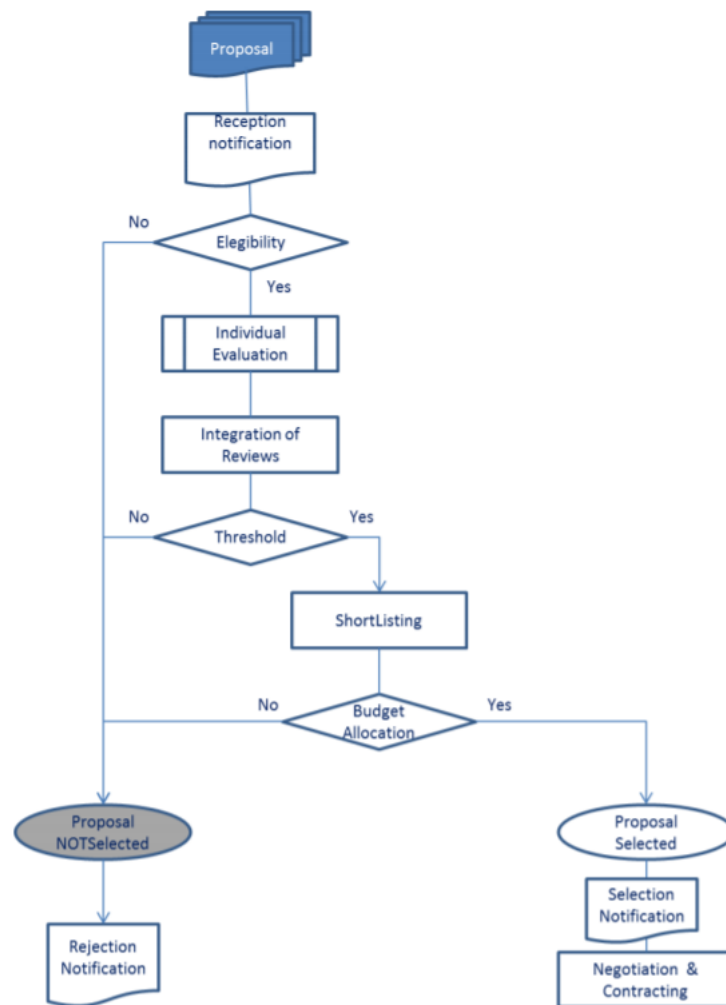 Proposal
Reception
notification
No
Elegibility
Yes
Individual
Evaluation
Integration of
Reviews
No
Yes
Threshold
ShortListing
No
Budget
Allocation
Yes
Proposal
NOTSelected
Proposal
Selected
Selection
Notification
Rejection
Notification
Negotiation &
Contracting